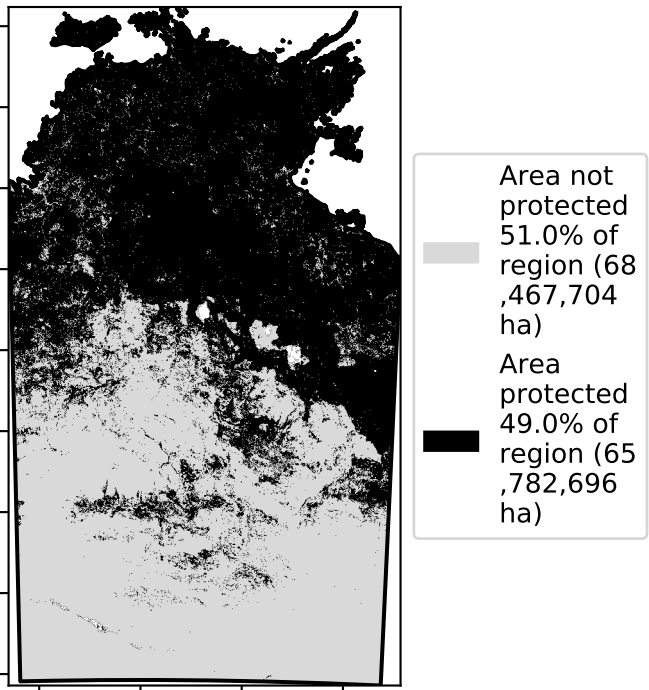 Area not
protected
51.0% of
region (68
,467,704
ha)
Area
protected
49.0% of
region (65
,782,696
ha)